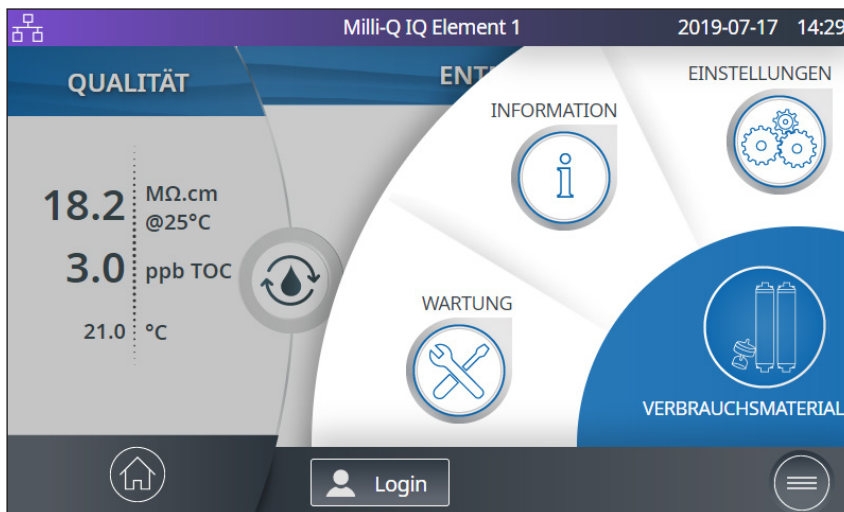 Milli-Q IQ Element 1
2019-07-17 14:29
QUALITÄT
18.2 MΩ.cm
@25°C
3.0 ppb TOC
21.0 °C
ENT
INFORMATION
EINSTELLUNGEN
WARTUNG
VERBRAUCHSMATERIAL
Login